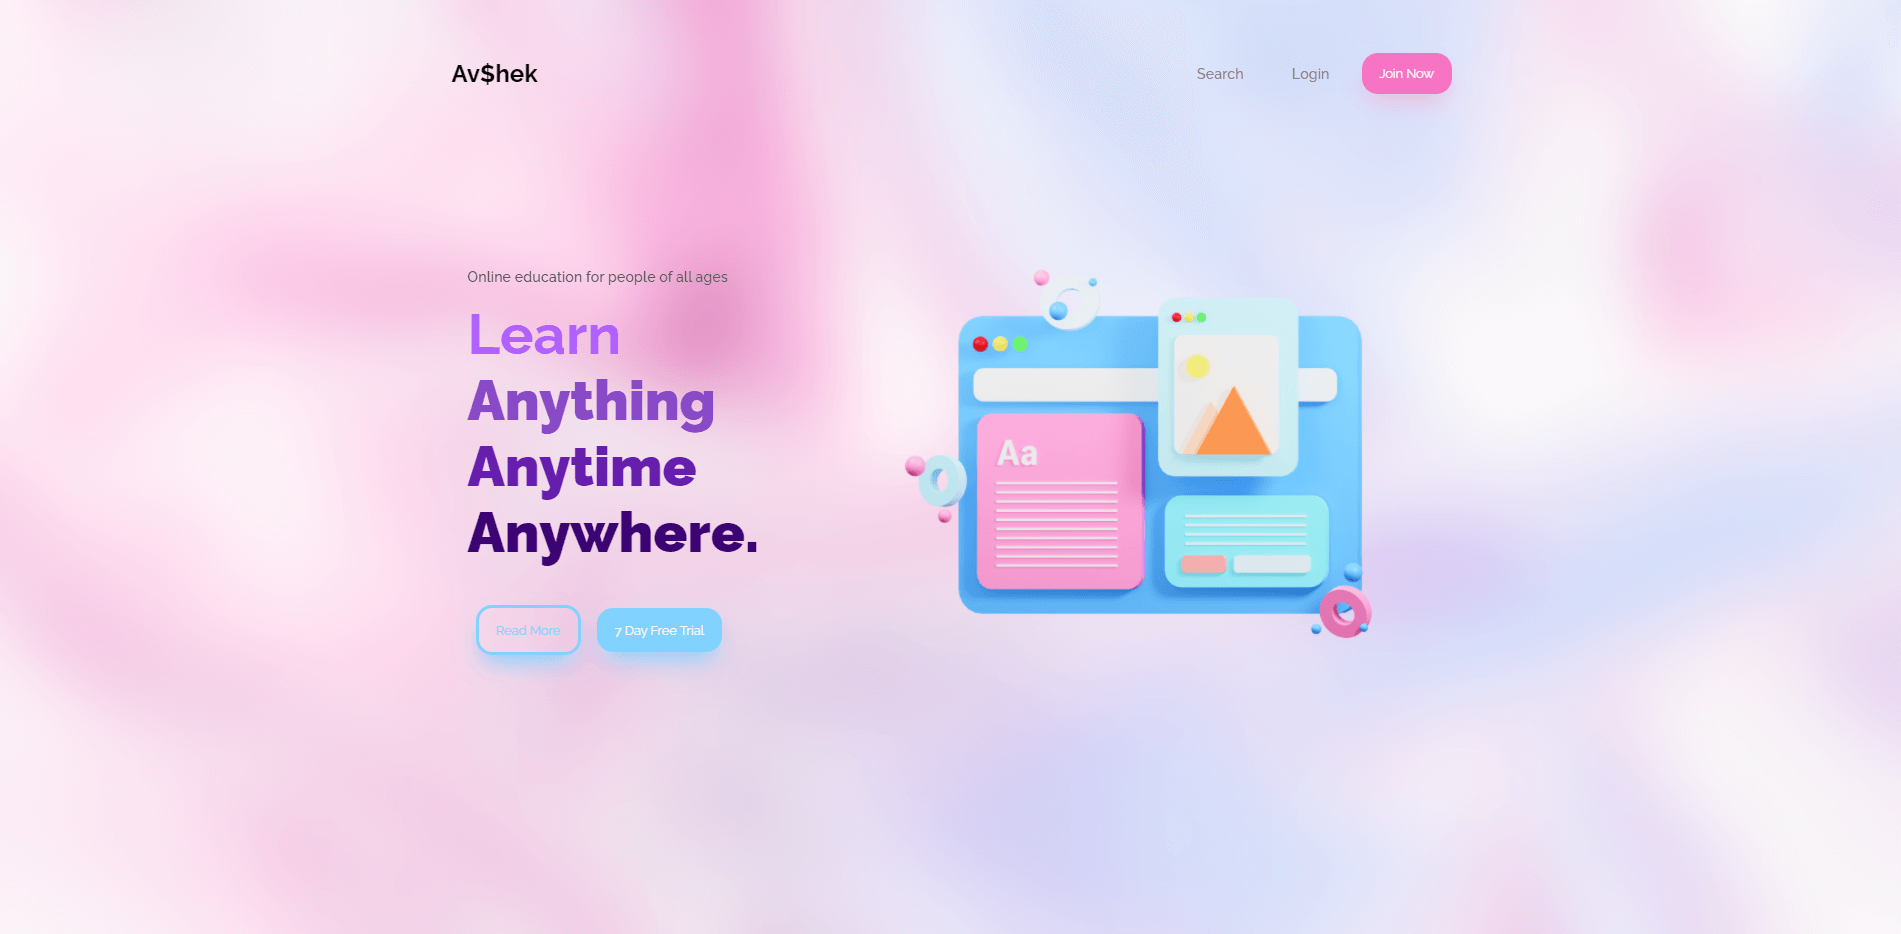 Av$hek
Search
Login
Join Now
Online education for people of all ages
Learn
Anything
Anytime
Anywhere.
Aa
Read More
7 Day Free Trial